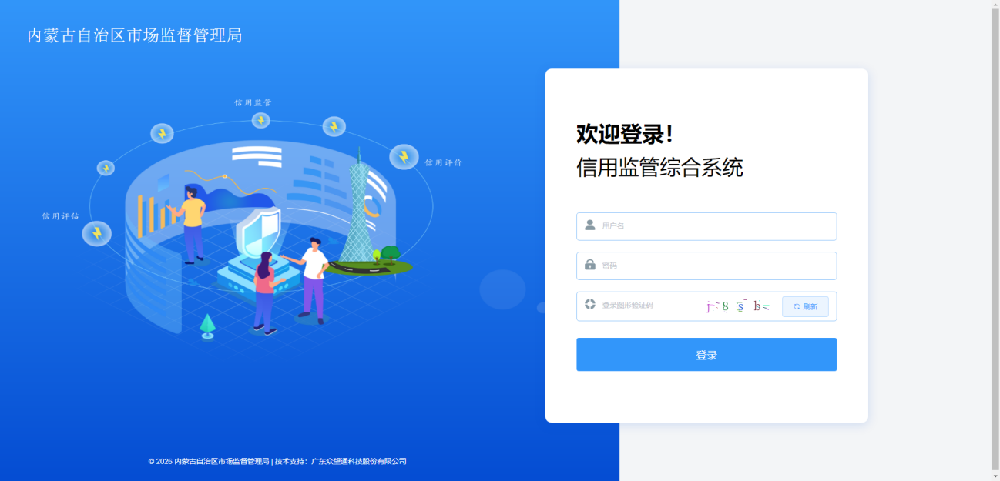 内蒙古自治区市场监督管理局
信用监管
信用评价
信用评估
欢迎登录！
信用监管综合系统
用户名
密码
登录图形验证码
刷新
登录
© 2026 内蒙古自治区市场监督管理局 | 技术支持：广东众望通科技股份有限公司